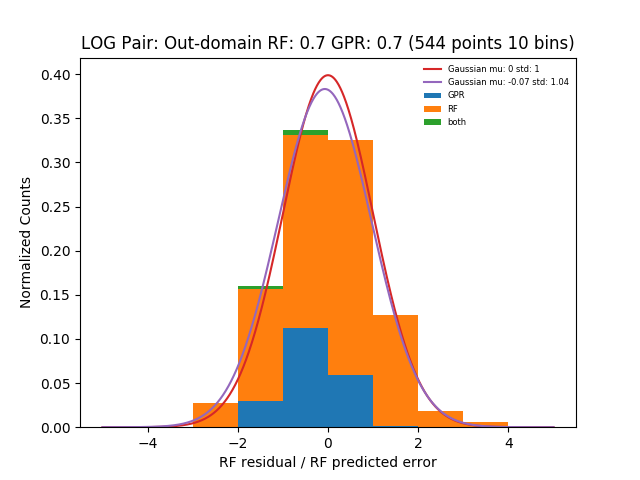 LOG Pair: Out-domain RF: 0.7 GPR: 0.7 (544 points 10 bins)
Gaussian mu: 0 std: 1
Gaussian mu: -0.07 std: 1.04
GPR
RF
both
Normalized Counts
0.40
0.35
0.30
0.25
0.20
0.15
0.10
0.05
0.00
−4 −2 0 2 4
RF residual / RF predicted error